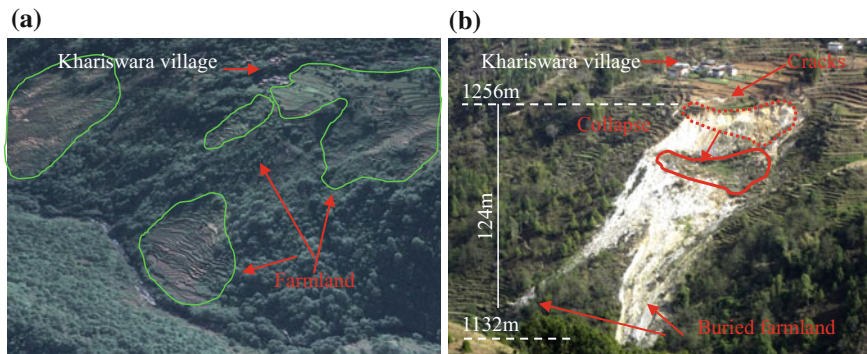 (a)
Khariswara village
Farmland
(b)
Khariswara village
Cracks
1256m
Collapse
124m
1132m
Buried farmland